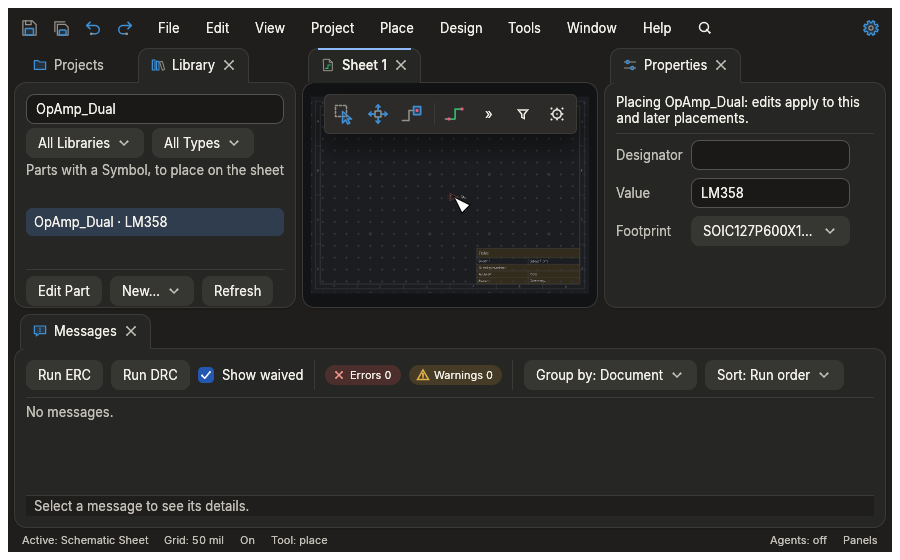 File Edit View Project Place Design Tools Window Help
Projects Library Sheet 1 Properties
OpAmp_Dual
All Libraries All Types
Parts with a Symbol, to place on the sheet
OpAmp_Dual · LM358
Edit Part New... Refresh
»
Placing OpAmp_Dual: edits apply to this
and later placements.
Designator
Value LM358
Footprint SOIC127P600X1...
Messages
Run ERC Run DRC Show waived Errors 0 Warnings 0 Group by: Document Sort: Run order
No messages.
Select a message to see its details.
Active: Schematic Sheet Grid: 50 mil On Tool: place Agents: off Panels